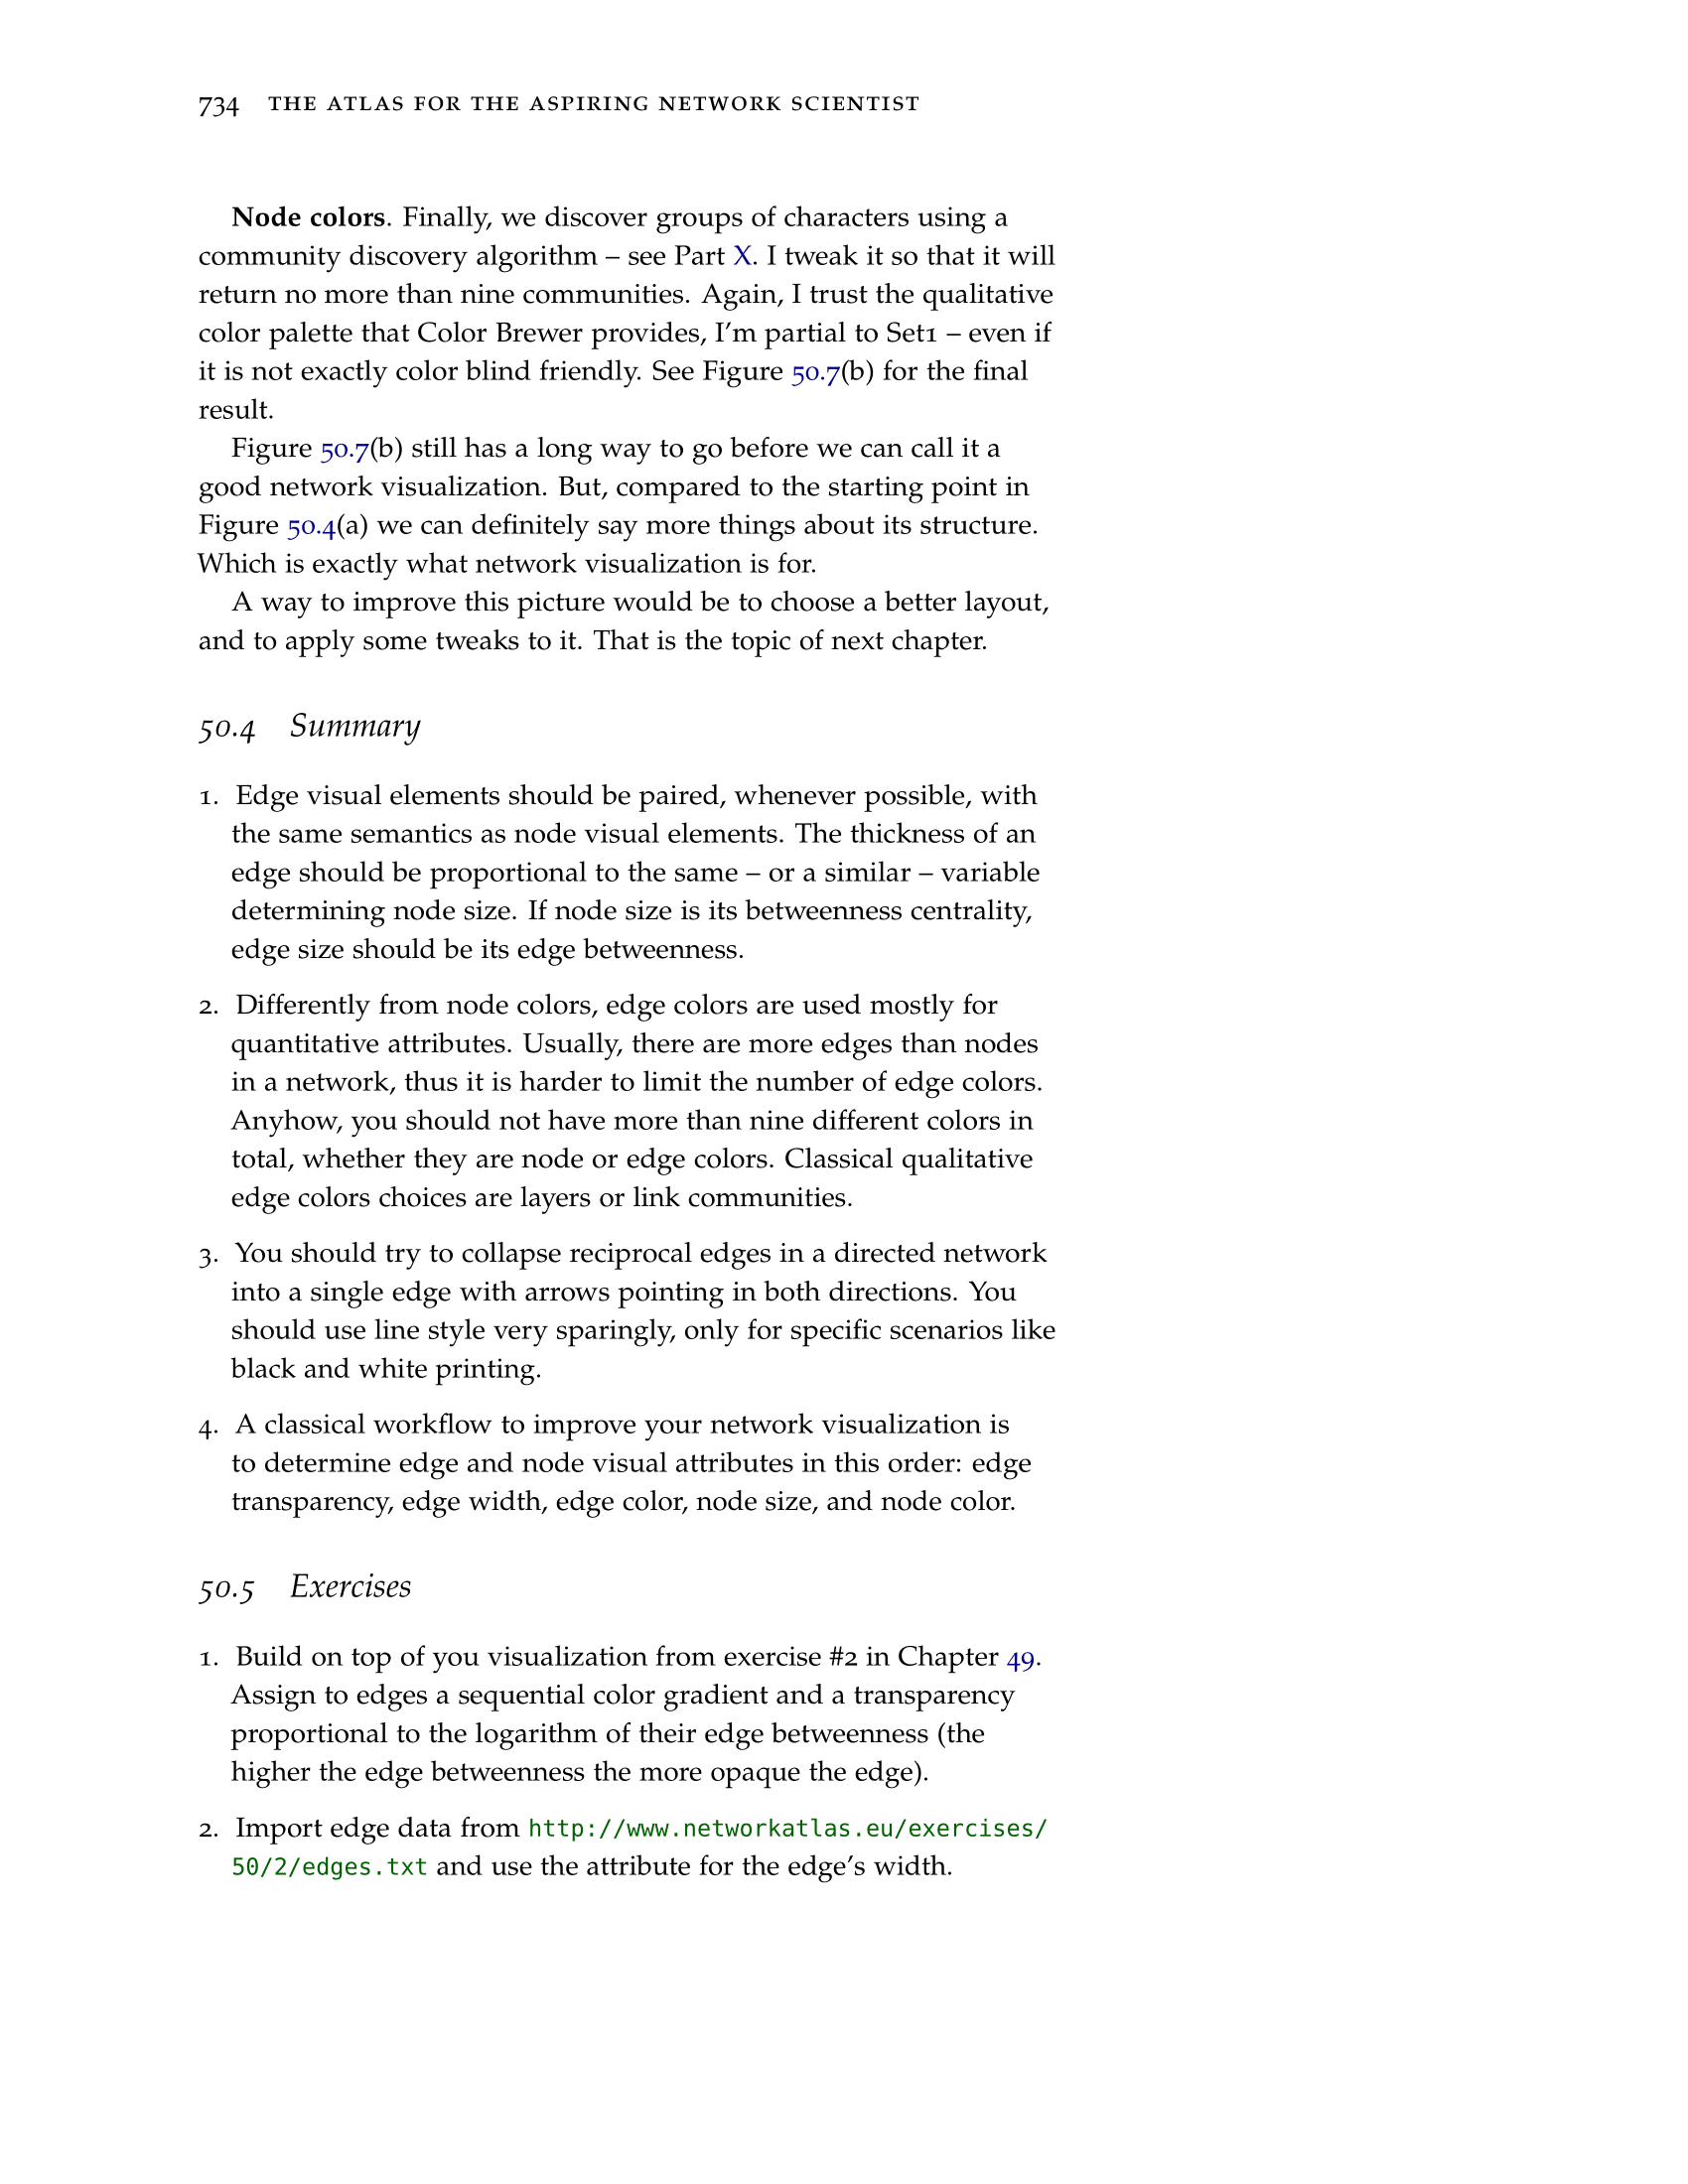 734 THE ATLAS FOR THE ASPIRING NETWORK SCIENTIST
Node colors. Finally, we discover groups of characters using a
community discovery algorithm – see Part X. I tweak it so that it will
return no more than nine communities. Again, I trust the qualitative
color palette that Color Brewer provides, I’m partial to Set1 – even if
it is not exactly color blind friendly. See Figure 50.7(b) for the final
result.
Figure 50.7(b) still has a long way to go before we can call it a
good network visualization. But, compared to the starting point in
Figure 50.4(a) we can definitely say more things about its structure.
Which is exactly what network visualization is for.
A way to improve this picture would be to choose a better layout,
and to apply some tweaks to it. That is the topic of next chapter.
50.4 Summary
1. Edge visual elements should be paired, whenever possible, with
the same semantics as node visual elements. The thickness of an
edge should be proportional to the same – or a similar – variable
determining node size. If node size is its betweenness centrality,
edge size should be its edge betweenness.
2. Differently from node colors, edge colors are used mostly for
quantitative attributes. Usually, there are more edges than nodes
in a network, thus it is harder to limit the number of edge colors.
Anyhow, you should not have more than nine different colors in
total, whether they are node or edge colors. Classical qualitative
edge colors choices are layers or link communities.
3. You should try to collapse reciprocal edges in a directed network
into a single edge with arrows pointing in both directions. You
should use line style very sparingly, only for specific scenarios like
black and white printing.
4. A classical workflow to improve your network visualization is
to determine edge and node visual attributes in this order: edge
transparency, edge width, edge color, node size, and node color.
50.5 Exercises
1. Build on top of you visualization from exercise #2 in Chapter 49.
Assign to edges a sequential color gradient and a transparency
proportional to the logarithm of their edge betweenness (the
higher the edge betweenness the more opaque the edge).
2. Import edge data from http://www.networkatlas.eu/exercises/
50/2/edges.txt and use the attribute for the edge’s width.